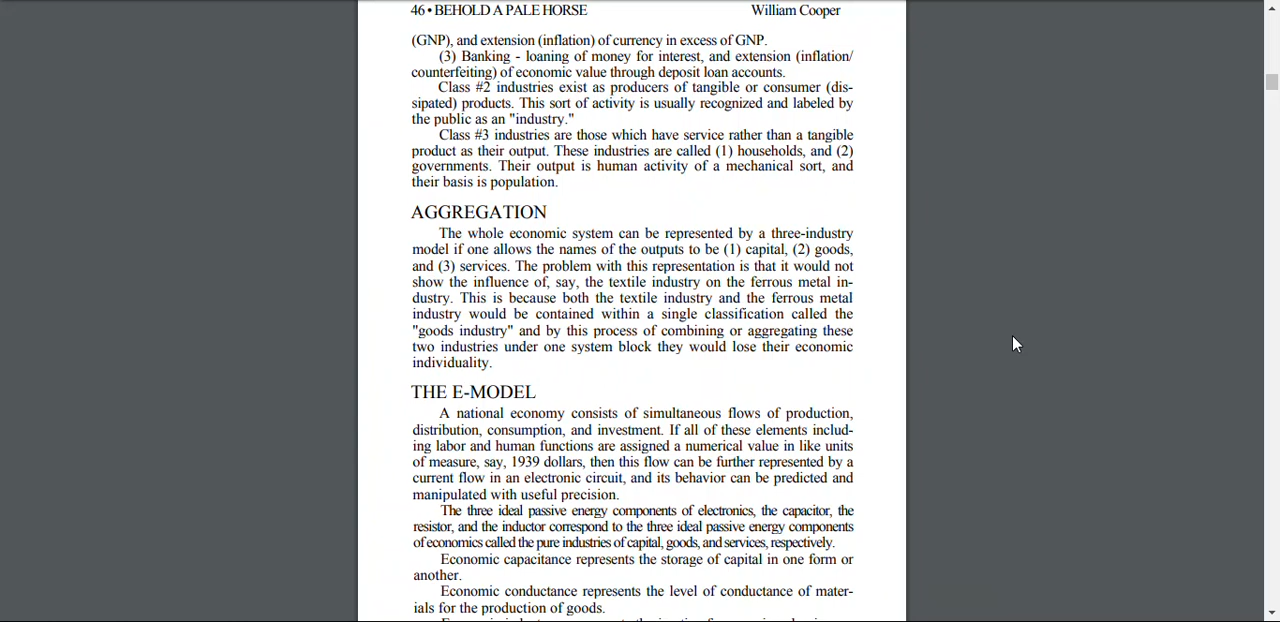 46 • BEHOLD A PALE HORSE William Cooper
(GNP), and extension (inflation) of currency in excess of GNP.
(3) Banking - loaning of money for interest, and extension (inflation/
counterfeiting) of economic value through deposit loan accounts.
Class #2 industries exist as producers of tangible or consumer (dis-
sipated) products. This sort of activity is usually recognized and labeled by
the public as an "industry."
Class #3 industries are those which have service rather than a tangible
product as their output. These industries are called (1) households, and (2)
governments. Their output is human activity of a mechanical sort, and
their basis is population.
AGGREGATION
The whole economic system can be represented by a three-industry
model if one allows the names of the outputs to be (1) capital, (2) goods,
and (3) services. The problem with this representation is that it would not
show the influence of, say, the textile industry on the ferrous metal in-
dustry. This is because both the textile industry and the ferrous metal
industry would be contained within a single classification called the
"goods industry" and by this process of combining or aggregating these
two industries under one system block they would lose their economic
individuality.
THE E-MODEL
A national economy consists of simultaneous flows of production,
distribution, consumption, and investment. If all of these elements includ-
ing labor and human functions are assigned a numerical value in like units
of measure, say, 1939 dollars, then this flow can be further represented by a
current flow in an electronic circuit, and its behavior can be predicted and
manipulated with useful precision.
The three ideal passive energy components of electronics, the capacitor, the
resistor, and the inductor correspond to the three ideal passive energy components
of economics called the pure industries of capital, goods, and services, respectively.
Economic capacitance represents the storage of capital in one form or
another.
Economic conductance represents the level of conductance of mater-
ials for the production of goods.